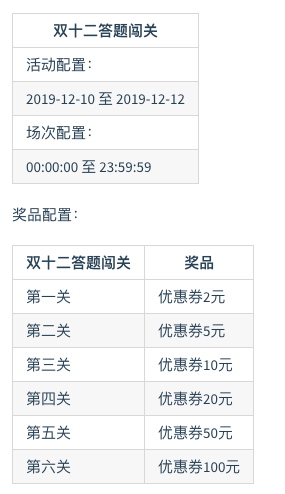 双十二答题闯关
活动配置：
2019-12-10 至 2019-12-12
场次配置：
00:00:00 至 23:59:59
奖品配置：
双十二答题闯关 奖品
第一关 优惠券2元
第二关 优惠券5元
第三关 优惠券10元
第四关 优惠券20元
第五关 优惠券50元
第六关 优惠券100元